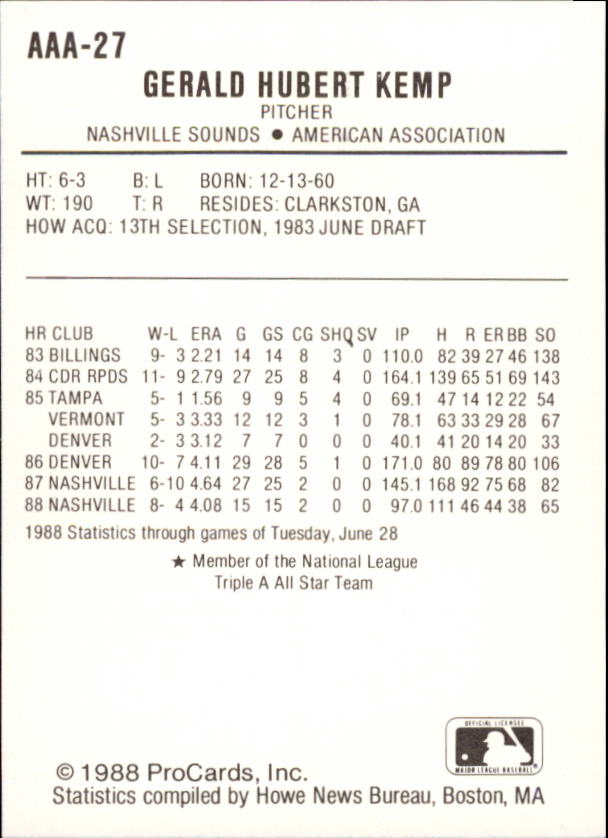 AAA-27
GERALD HUBERT KEMP
PITCHER
NASHVILLE SOUNDS ● AMERICAN ASSOCIATION
HT: 6-3 B: L BORN: 12-13-60
WT: 190 T: R RESIDES: CLARKSTON, GA
HOW ACQ: 13TH SELECTION, 1983 JUNE DRAFT
HR CLUB W-L ERA G GS CG SHO SV IP H R ER BB SO
83 BILLINGS 9- 3 2.21 14 14 8 3 0 110.0 82 39 27 46 138
84 CDR RPDS 11- 9 2.79 27 25 8 4 0 164.1 139 65 51 69 143
85 TAMPA 5- 1 1.56 9 9 5 4 0 69.1 47 14 12 22 54
VERMONT 5- 3 3.33 12 12 3 1 0 78.1 63 33 29 28 67
DENVER 2- 3 3.12 7 7 0 0 0 40.1 41 20 14 20 33
86 DENVER 10- 7 4.11 29 28 5 1 0 171.0 80 89 78 80 106
87 NASHVILLE 6-10 4.64 27 25 2 0 0 145.1 168 92 75 68 82
88 NASHVILLE 8- 4 4.08 15 15 2 0 0 97.0 111 46 44 38 65
1988 Statistics through games of Tuesday, June 28
★ Member of the National League
Triple A All Star Team
OFFICIAL LICENSEE
MAJOR LEAGUE BASEBALL
© 1988 ProCards, Inc.
Statistics compiled by Howe News Bureau, Boston, MA